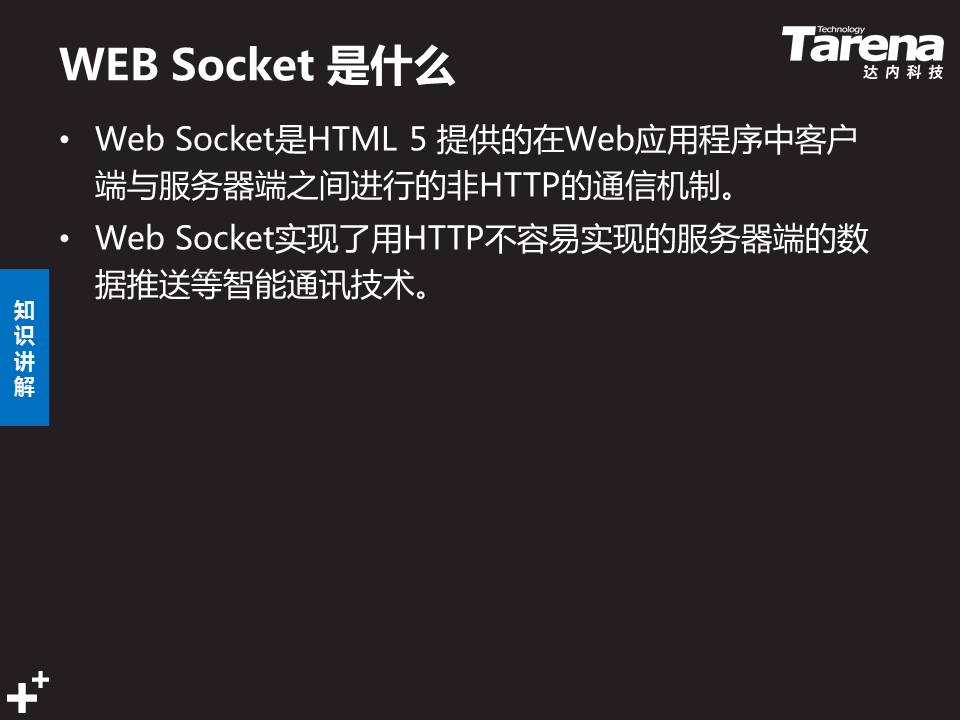 WEB Socket 是什么
Technology
Tarena
达内科技
• Web Socket是HTML 5 提供的在Web应用程序中客户
端与服务器端之间进行的非HTTP的通信机制。
• Web Socket实现了用HTTP不容易实现的服务器端的数
据推送等智能通讯技术。
知
识
讲
解